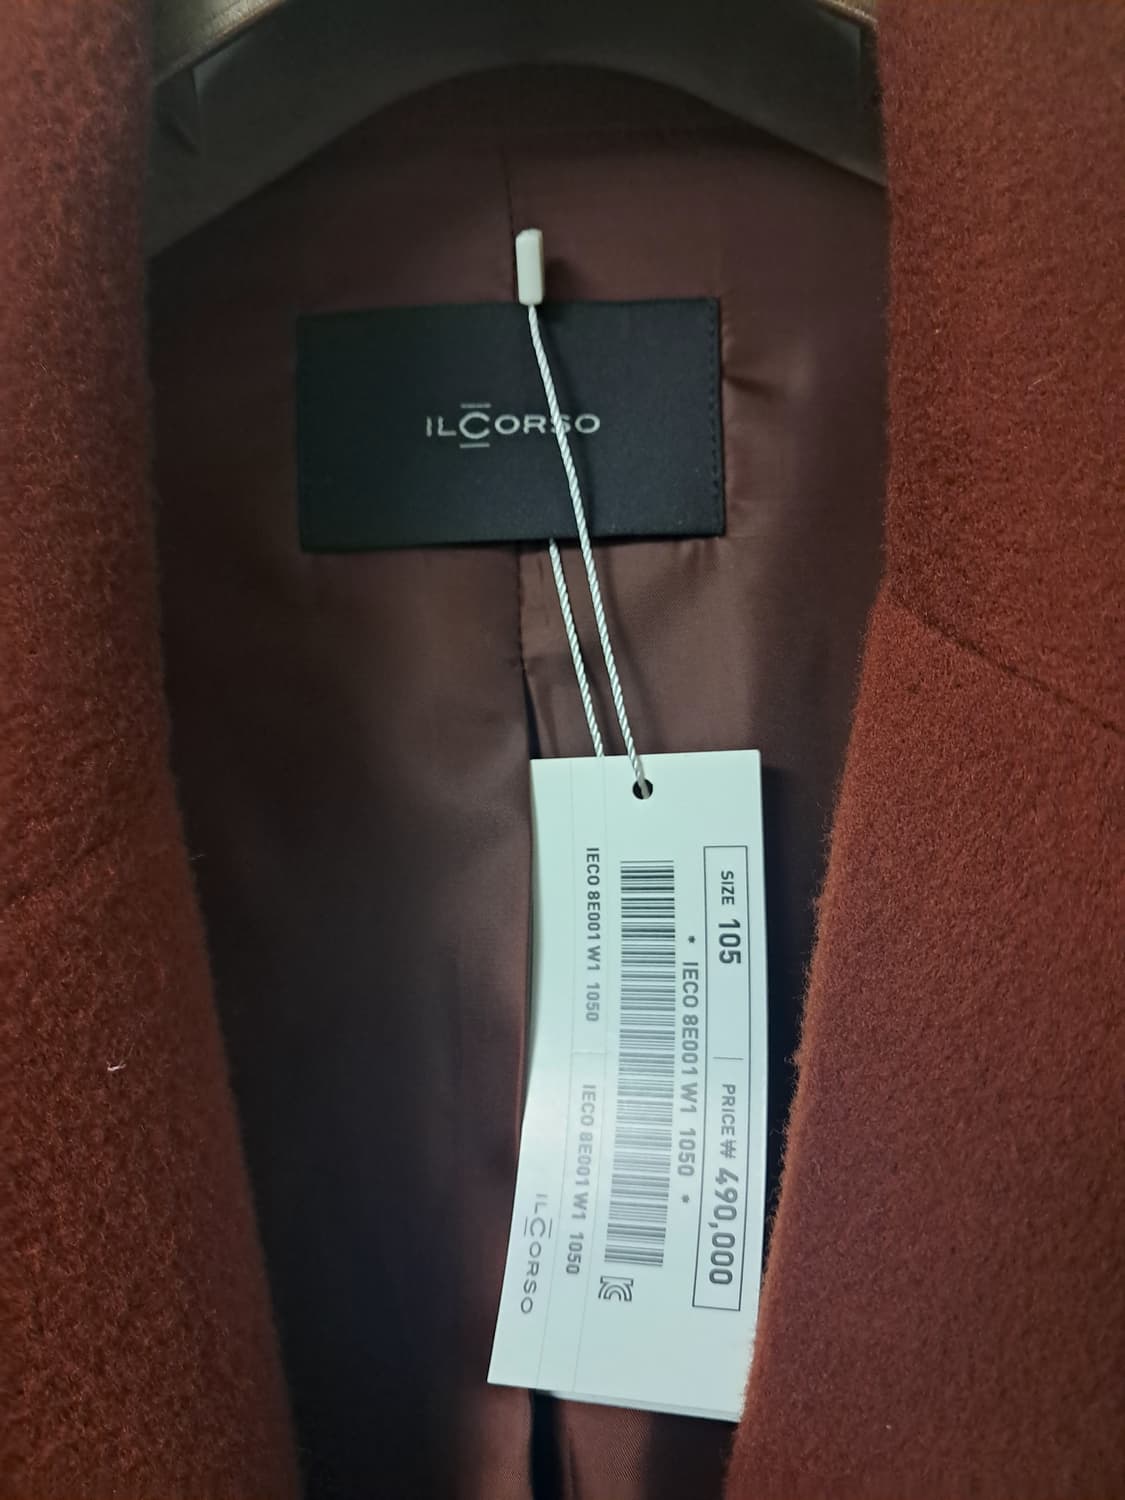 ILCORSO
SIZE 105 | PRICE ₩ 490,000
* IECO 8E001 W1 1050 *
IECO 8E001 W1 1050
IECO 8E001 W1 1050
ILCORSO